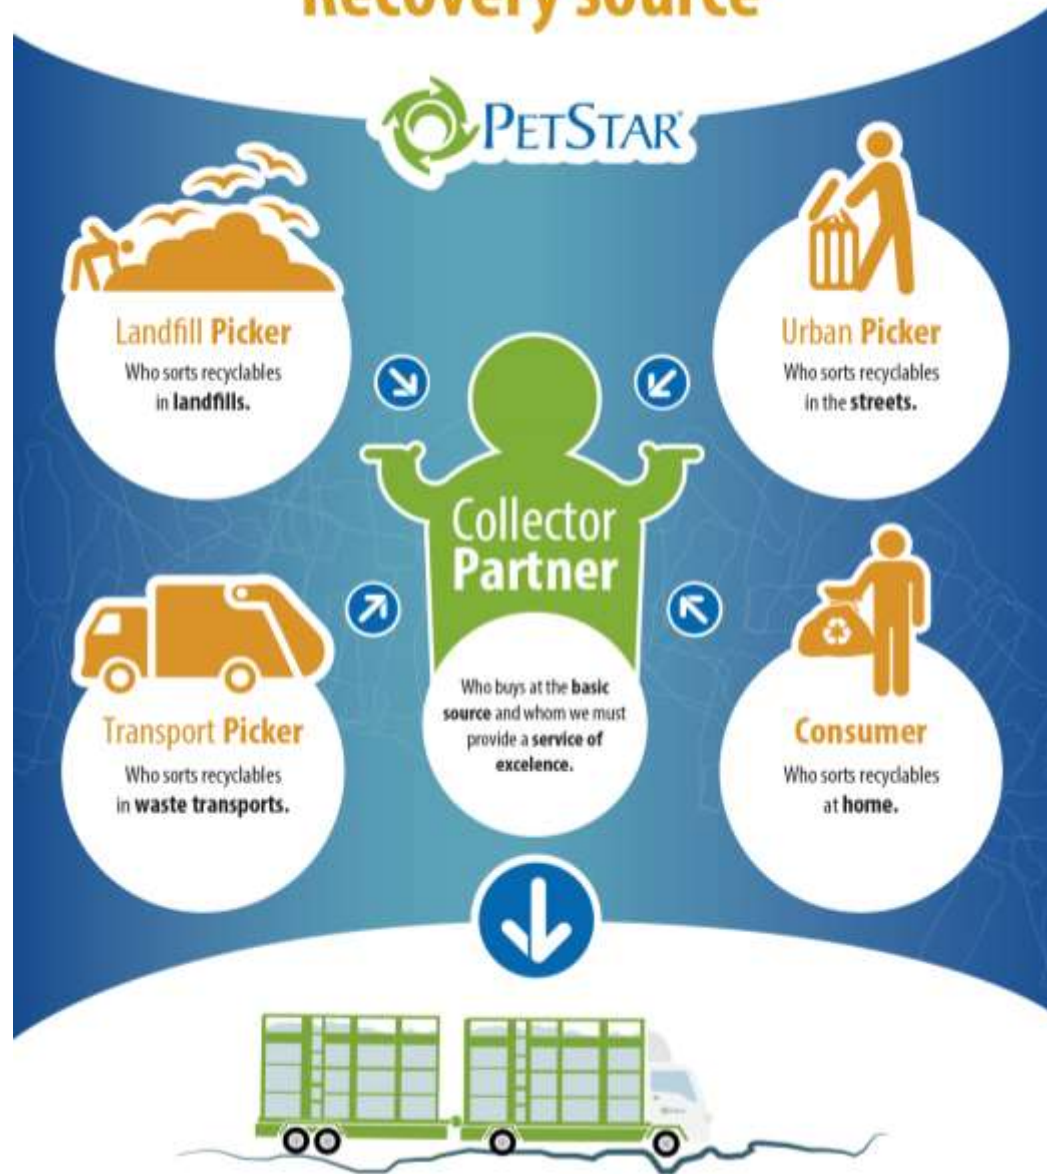 Recovery source
PETSTAR
Landfill Picker
Who sorts recyclables
in landfills.
Urban Picker
Who sorts recyclables
in the streets.
Collector
Partner
Who buys at the basic
source and whom we must
provide a service of
excelence.
Transport Picker
Who sorts recyclables
in waste transports.
Consumer
Who sorts recyclables
at home.